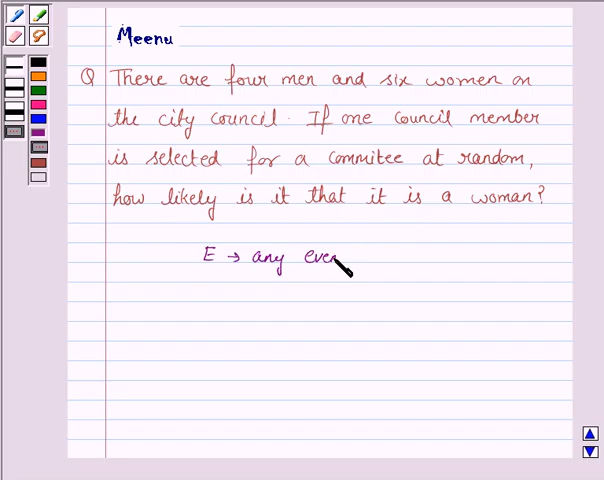 Meenu
Q There are four men and six women on
the city council. If one council member
is selected for a commitee at random,
how likely is it that it is a woman?
E → any even